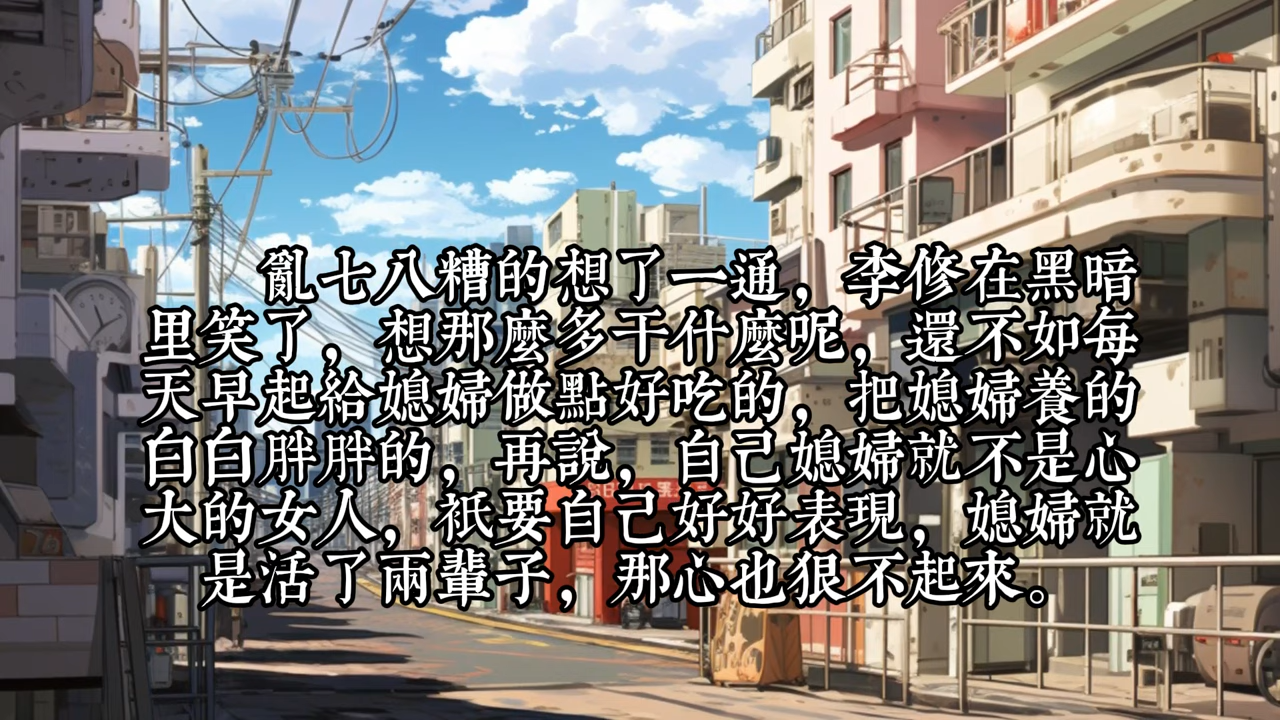 亂七八糟的想了一通，李修在黑暗
里笑了，想那麼多干什麼呢，還不如每
天早起給媳婦做點好吃的，把媳婦養的
白白胖胖的，再說，自己媳婦就不是心
大的女人，祇要自己好好表現，媳婦就
是活了兩輩子，那心也狠不起來。